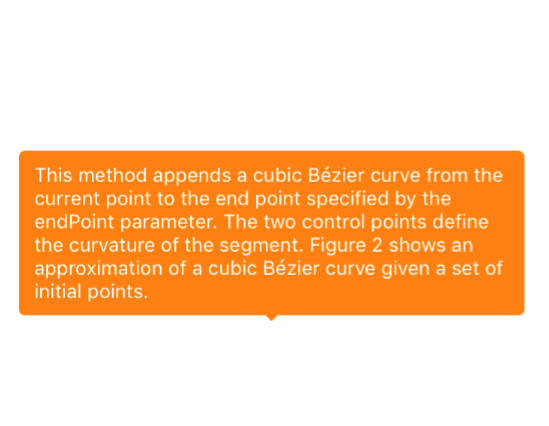 This method appends a cubic Bézier curve from the
current point to the end point specified by the
endPoint parameter. The two control points define
the curvature of the segment. Figure 2 shows an
approximation of a cubic Bézier curve given a set of
initial points.